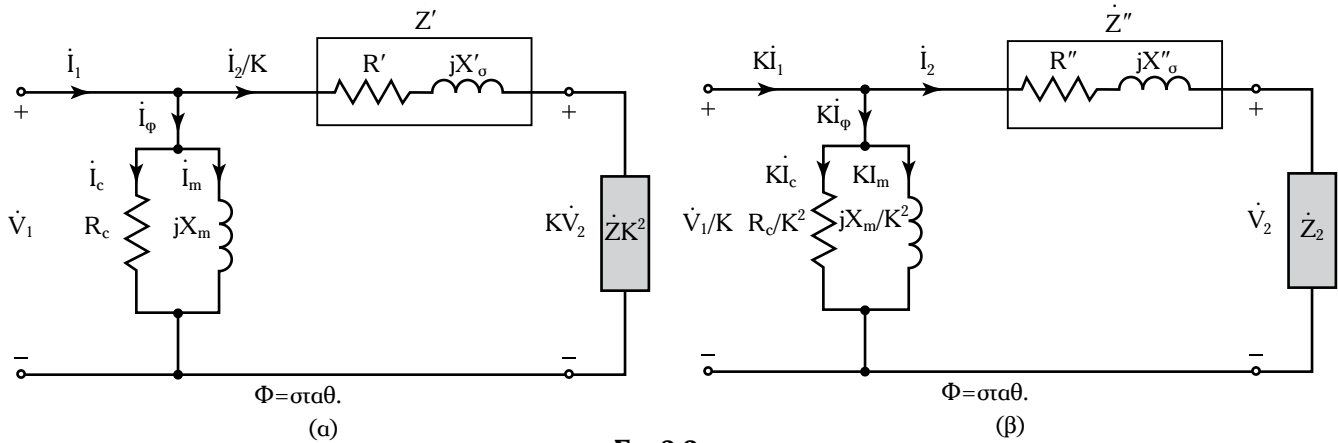 Z′
İ₁
İ₂/K
R′
jX′σ
+
+
İφ
İc
İm
V̇₁
Rc
jXm
KV̇₂
ŻK²
−
−
Φ=σταθ.
(α)
Ż″
Kİ₁
İ₂
R″
jX″σ
+
+
Kİφ
Kİc
KIm
V̇₁/K
Rc/K²
jXm/K²
V̇₂
Ż₂
−
−
Φ=σταθ.
(β)